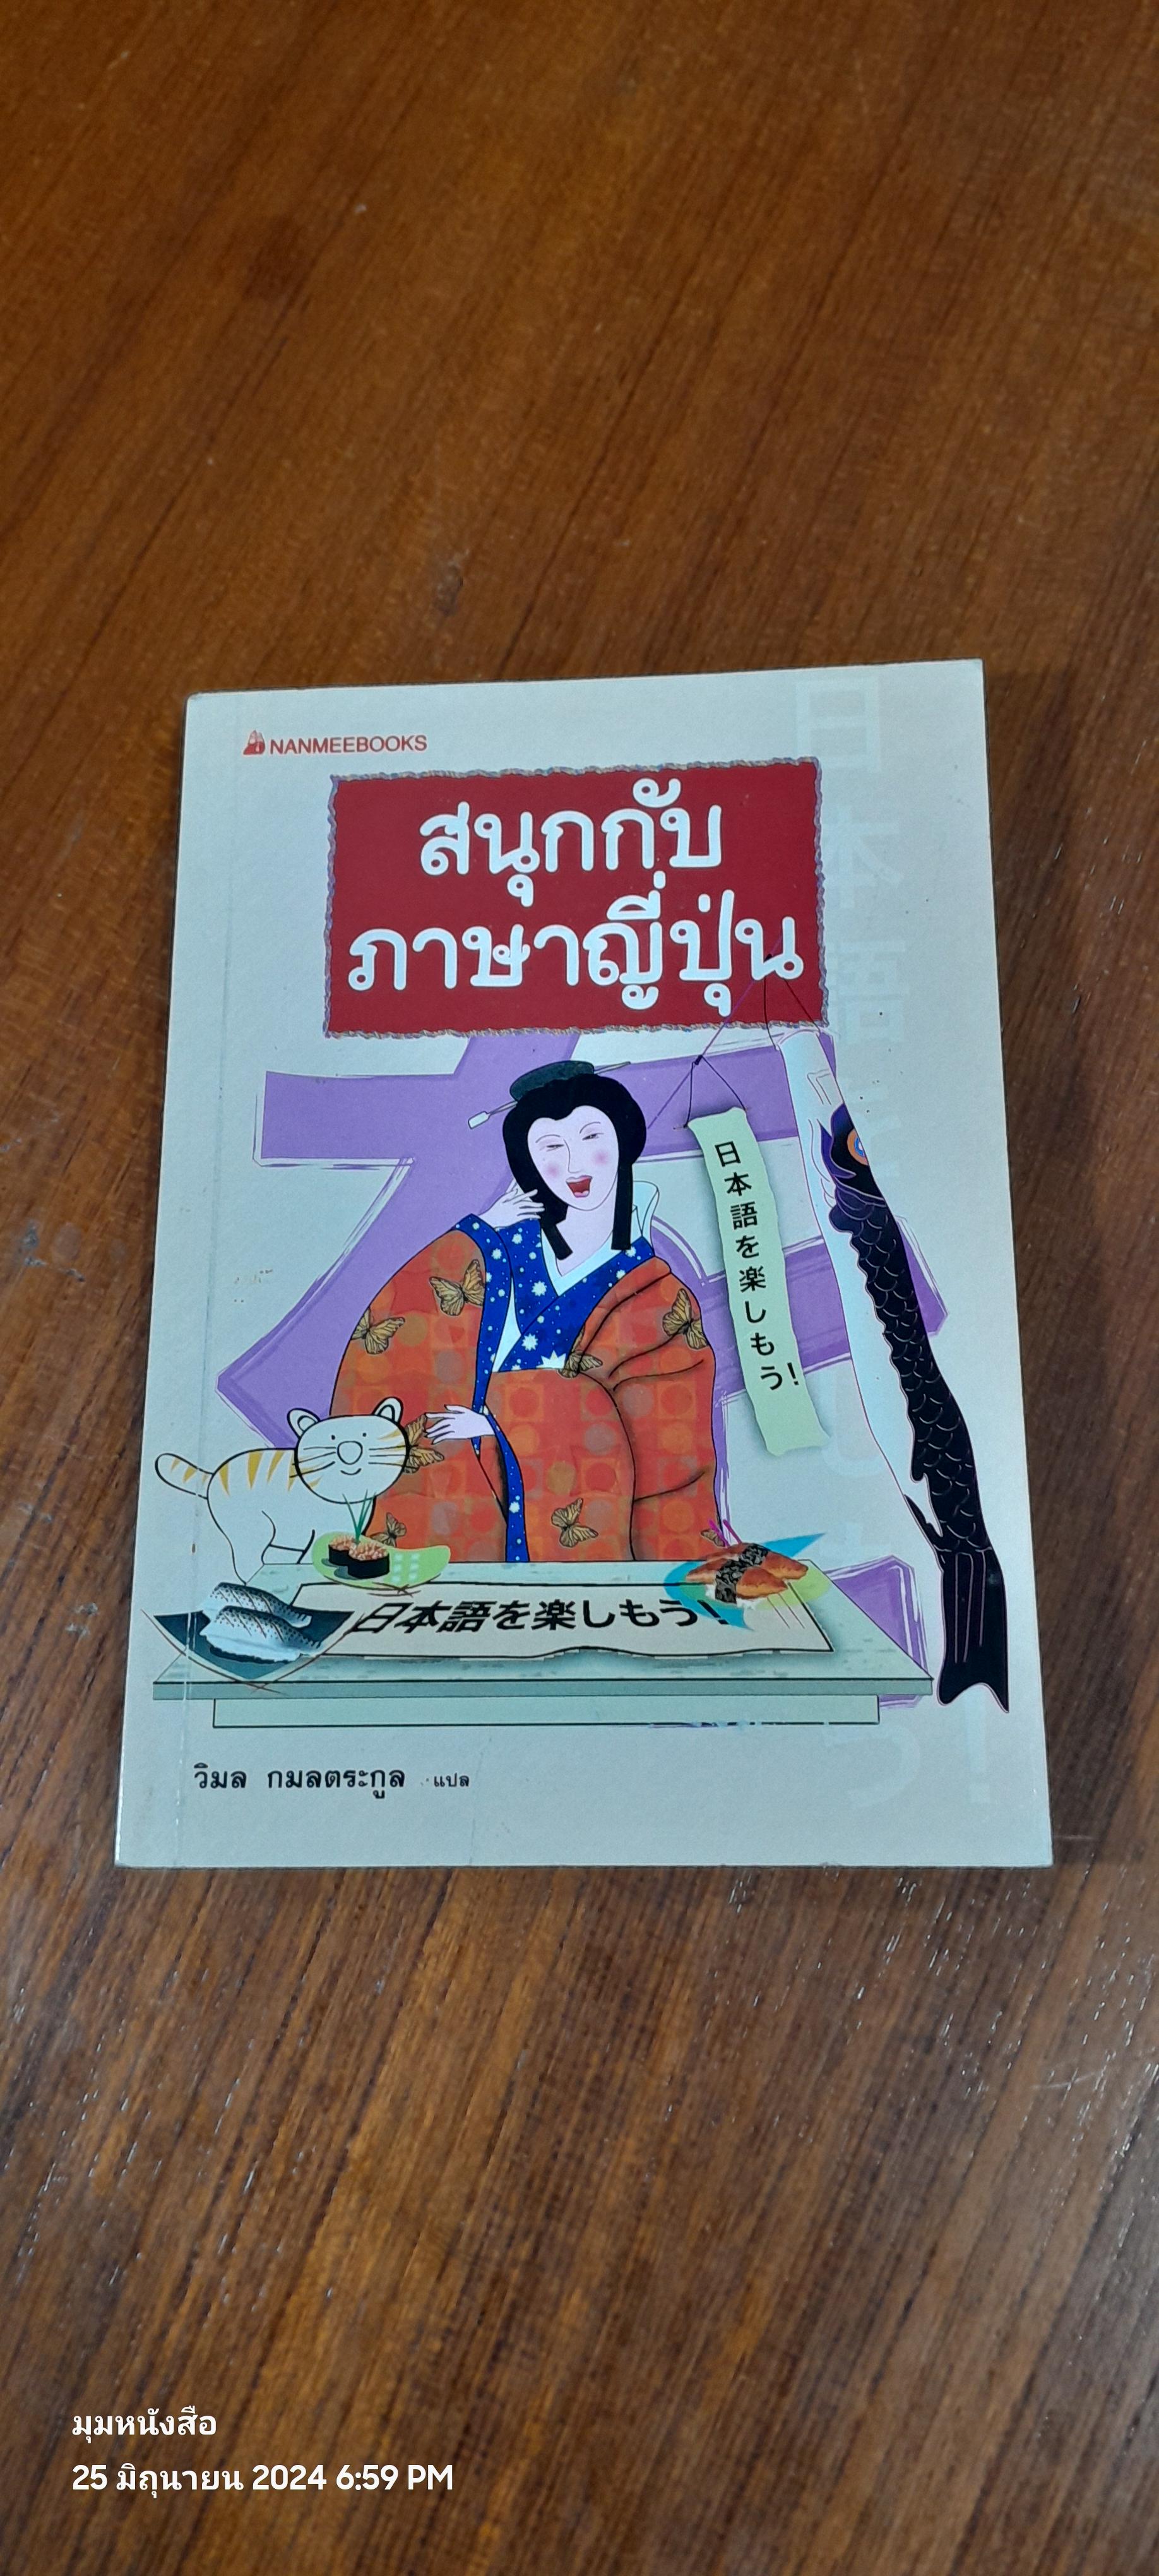 NANMEEBOOKS
สนุกกับ
ภาษาญี่ปุ่น
日本語を楽しもう!
日本語を楽しもう!
วิมล กมลตระกูล แปล
มุมหนังสือ
25 มิถุนายน 2024 6:59 PM